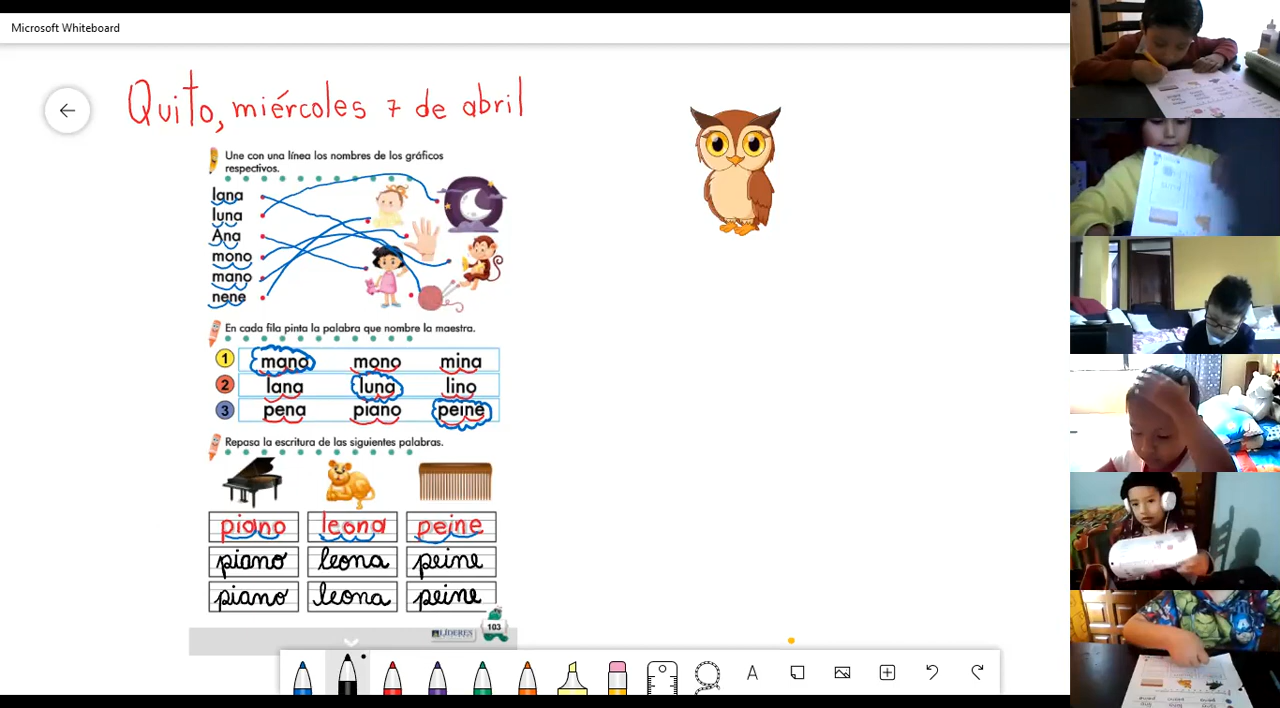 Microsoft Whiteboard
Quito, miércoles 7 de abril
Une con una línea los nombres de los gráficos
respectivos.
lana
luna
Ana
mono
mano
nene
En cada fila pinta la palabra que nombre la maestra.
1 mano mono mina
2 lana luna lino
3 pena piano peine
Repasa la escritura de las siguientes palabras.
piano leona peine
piano leona peine
piano leona peine
LÍDERES 103
A